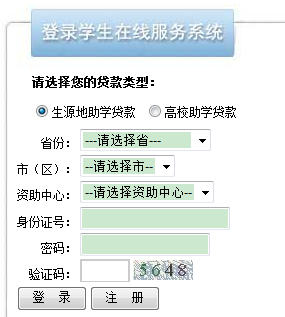 登录学生在线服务系统
请选择您的贷款类型：
生源地助学贷款 高校助学贷款
省份： ---请选择省---
市（区）： --请选择市--
资助中心： --请选择资助中心--
身份证号：
密码：
验证码： 5648
登 录 注 册